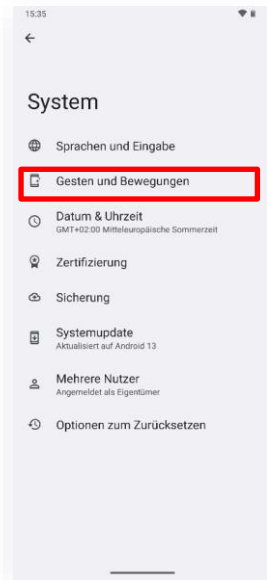 15:35
System
Sprachen und Eingabe
Gesten und Bewegungen
Datum & Uhrzeit
GMT+02:00 Mitteleuropäische Sommerzeit
Zertifizierung
Sicherung
Systemupdate
Aktualisiert auf Android 13
Mehrere Nutzer
Angemeldet als Eigentümer
Optionen zum Zurücksetzen